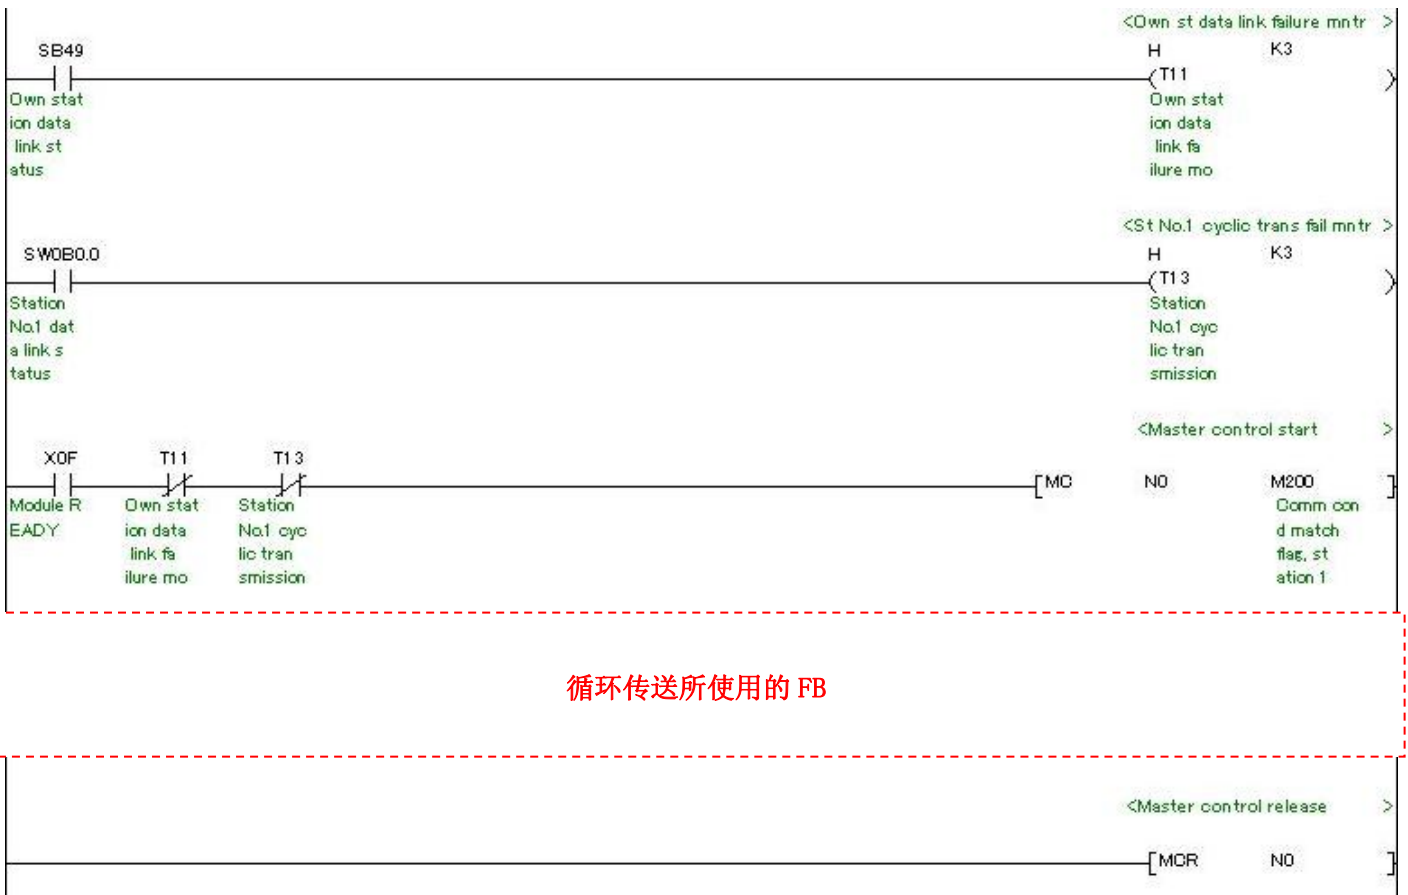 <Own st data link failure mntr >
SB49
H K3
(T11 )
Own stat
ion data
link st
atus
Own stat
ion data
link fa
ilure mo
<St No.1 cyclic trans fail mntr >
SW0B0.0
H K3
(T13 )
Station
No.1 dat
a link s
tatus
Station
No.1 cyc
lic tran
smission
<Master control start >
X0F T11 T13
[MC N0 M200 ]
Module R
EADY
Own stat
ion data
link fa
ilure mo
Station
No.1 cyc
lic tran
smission
Comm con
d match
flag, st
ation 1
循环传送所使用的 FB
<Master control release >
[MCR N0 ]